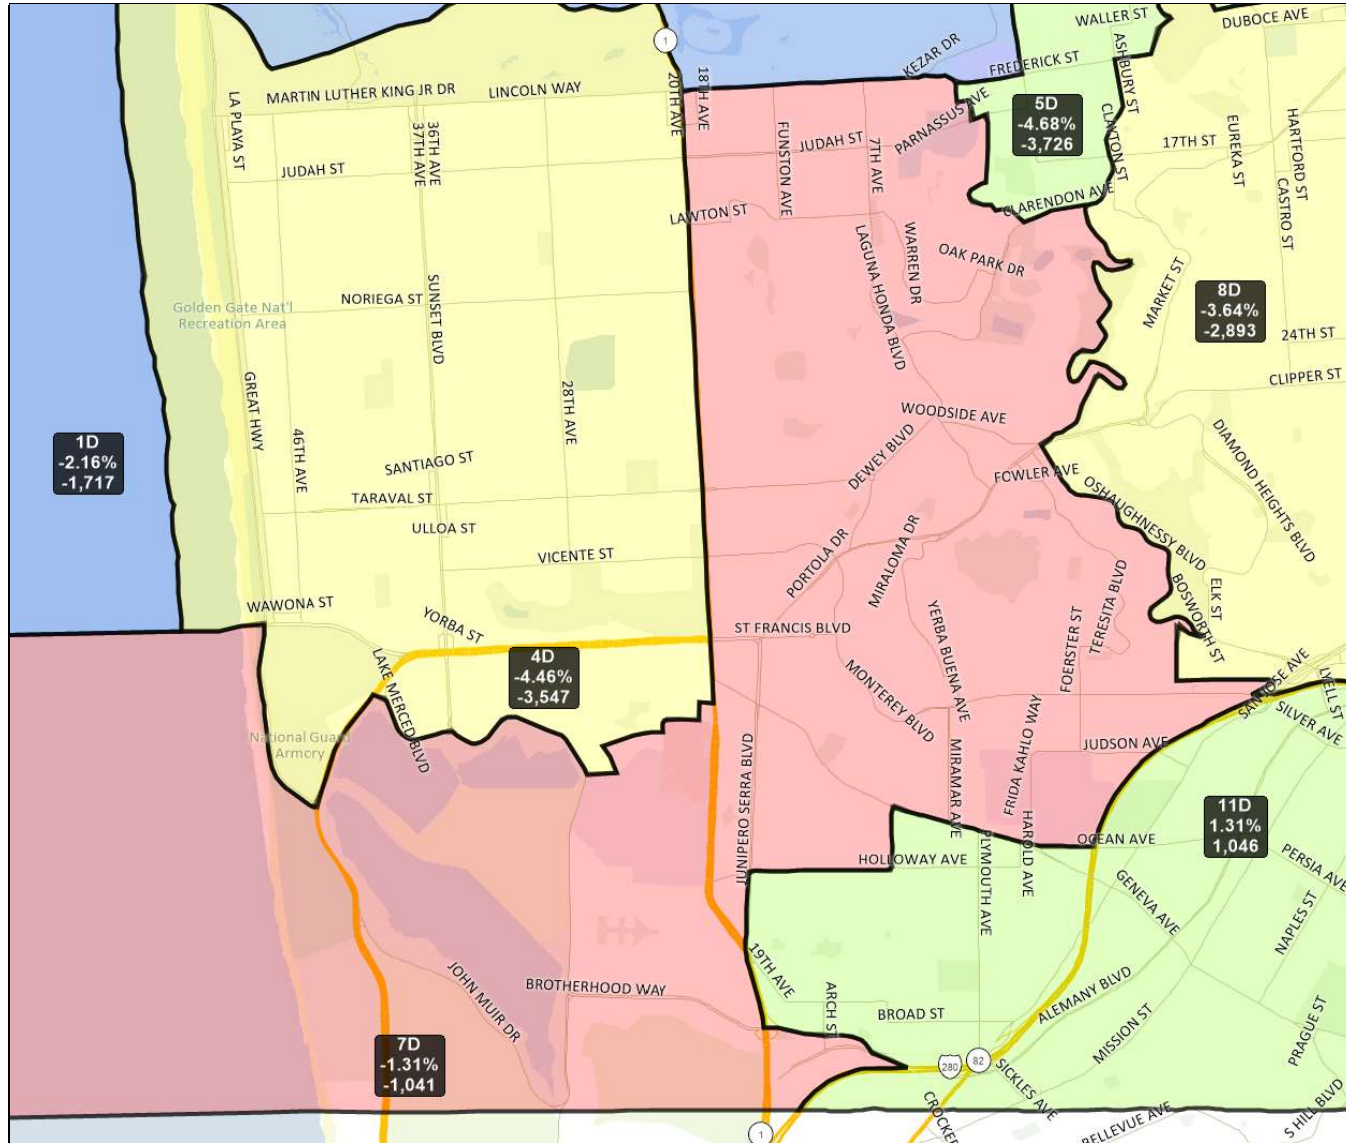 WALLER ST
DUBOCE AVE
1
KEZAR DR
FREDERICK ST
ASHBURY ST
MARTIN LUTHER KING JR DR
LINCOLN WAY
20TH AVE
18TH AVE
LA PLAYA ST
37TH AVE
36TH AVE
5D
-4.68%
-3,726
PARNASSUS AVE
CLAYTON ST
HARTFORD ST
EUREKA ST
17TH ST
JUDAH ST
JUDAH ST
FUNSTON AVE
7TH AVE
CASTRO ST
CLARENDON AVE
LAWTON ST
WARREN DR
LAGUNA HONDA BLVD
OAK PARK DR
MARKET ST
8D
-3.64%
-2,893
Golden Gate Nat'l
Recreation Area
NORIEGA ST
SUNSET BLVD
24TH ST
CLIPPER ST
GREAT HWY
28TH AVE
WOODSIDE AVE
1D
-2.16%
-1,717
46TH AVE
SANTIAGO ST
DEWEY BLVD
FOWLER AVE
DIAMOND HEIGHTS BLVD
TARAVAL ST
OSHAUGHNESSY BLVD
ULLOA ST
VICENTE ST
PORTOLA DR
MIRALOMA DR
TERESITA BLVD
BOSWORTH ST
ELK ST
WAWONA ST
YORBA ST
ST FRANCIS BLVD
YERBA BUENA AVE
FOERSTER ST
4D
-4.46%
-3,547
LAKE MERCED BLVD
MONTEREY BLVD
SAN JOSE AVE
LYELL ST
SILVER AVE
National Guard
Armory
JUNIPERO SERRA BLVD
MIRAMAR AVE
FRIDA KAHLO WAY
JUDSON AVE
11D
1.31%
1,046
HOLLOWAY AVE
PLYMOUTH AVE
HAROLD AVE
OCEAN AVE
PERSIA AVE
GENEVA AVE
NAPLES ST
19TH AVE
JOHN MUIR DR
BROTHERHOOD WAY
ARCH ST
BROAD ST
ALEMANY BLVD
MISSION ST
PRAGUE ST
7D
-1.31%
-1,041
280
82
SICKLES AVE
CROCKER
BELLEVUE AVE
S HILL BLVD
1